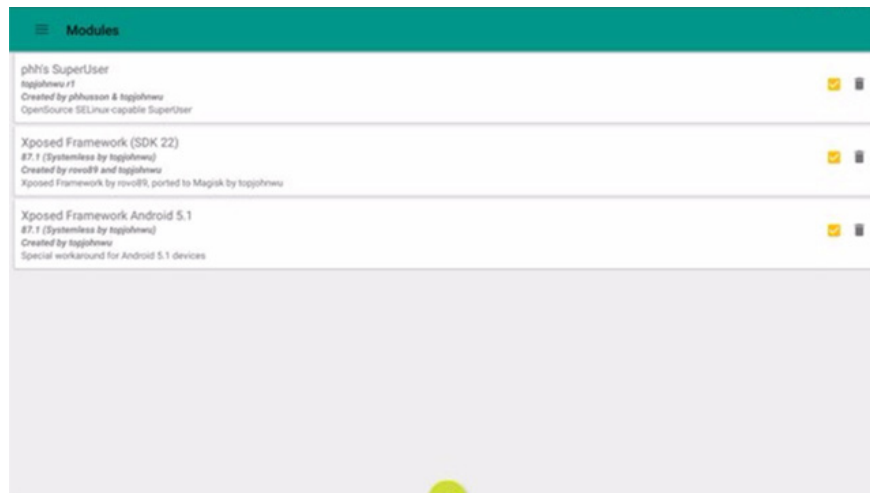 Modules
phh's SuperUser
topjohnwu r1
Created by phhusson & topjohnwu
OpenSource SELinux-capable SuperUser
Xposed Framework (SDK 22)
87.1 (Systemless by topjohnwu)
Created by rovo89 and topjohnwu
Xposed Framework by rovo89, ported to Magisk by topjohnwu
Xposed Framework Android 5.1
87.1 (Systemless by topjohnwu)
Created by topjohnwu
Special workaround for Android 5.1 devices